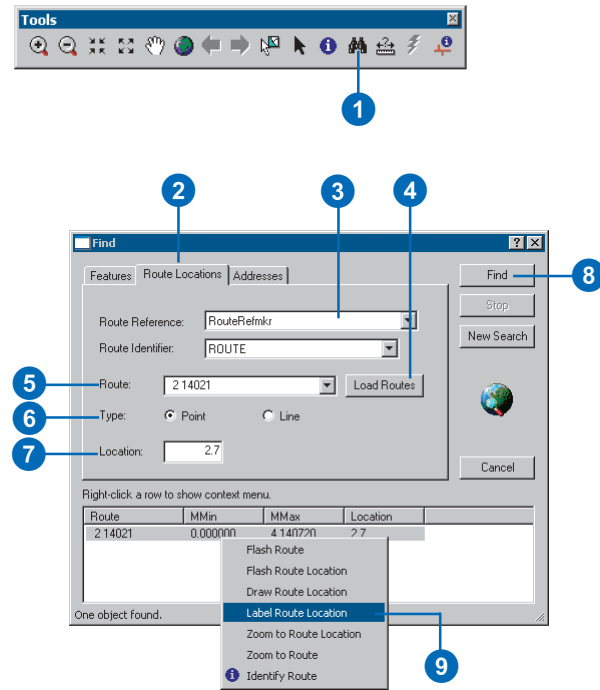 Tools
1
2
3
4
Find
Features
Route Locations
Addresses
Find
8
Stop
Route Reference:
RouteRefmkr
New Search
Route Identifier:
ROUTE
5
Route:
2 14021
Load Routes
6
Type:
Point
Line
7
Location:
2.7
Cancel
Right-click a row to show context menu.
Route
MMin
MMax
Location
2 14021
0.000000
4.140720
2.7
Flash Route
Flash Route Location
Draw Route Location
Label Route Location
One object found.
Zoom to Route Location
Zoom to Route
9
Identify Route